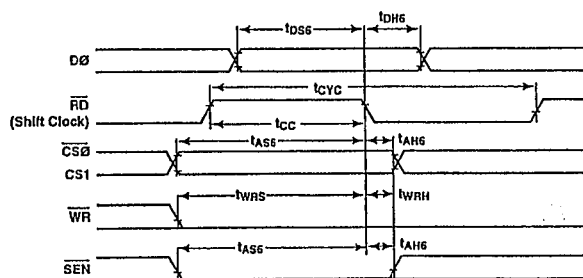 tDS6 tDH6
DØ
tCYC
RD
(Shift Clock)
tCC
tAS6 tAH6
CSØ
CS1
tWRS tWRH
WR
tAS6 tAH6
SEN